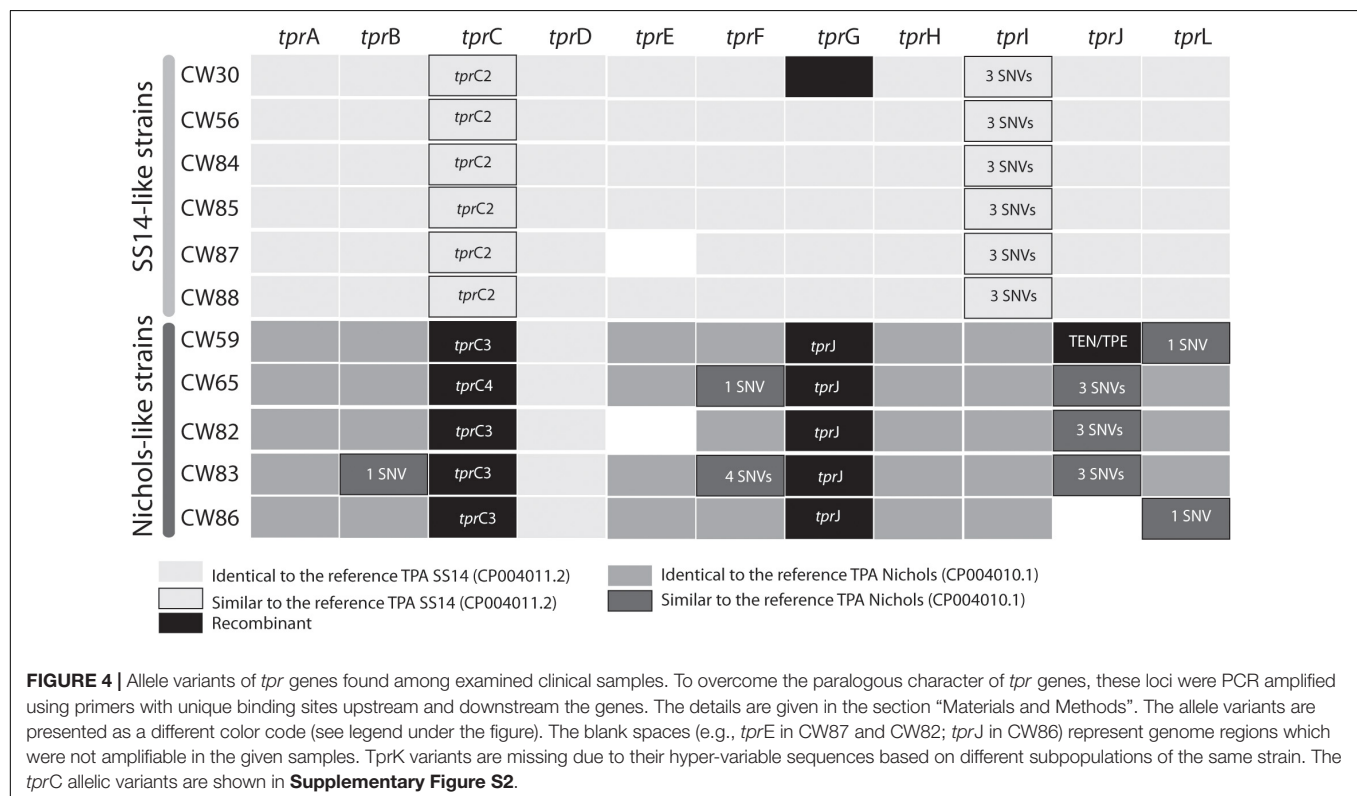 tprA tprB tprC tprD tprE tprF tprG tprH tprI tprJ tprL
SS14-like strains
CW30 tprC2 3 SNVs
CW56 tprC2 3 SNVs
CW84 tprC2 3 SNVs
CW85 tprC2 3 SNVs
CW87 tprC2 3 SNVs
CW88 tprC2 3 SNVs
Nichols-like strains
CW59 tprC3 tprJ TEN/TPE 1 SNV
CW65 tprC4 1 SNV tprJ 3 SNVs
CW82 tprC3 tprJ 3 SNVs
CW83 1 SNV tprC3 4 SNVs tprJ 3 SNVs
CW86 tprC3 tprJ 1 SNV
Identical to the reference TPA SS14 (CP004011.2)
Similar to the reference TPA SS14 (CP004011.2)
Recombinant
Identical to the reference TPA Nichols (CP004010.1)
Similar to the reference TPA Nichols (CP004010.1)
FIGURE 4 | Allele variants of tpr genes found among examined clinical samples. To overcome the paralogous character of tpr genes, these loci were PCR amplified
using primers with unique binding sites upstream and downstream the genes. The details are given in the section “Materials and Methods”. The allele variants are
presented as a different color code (see legend under the figure). The blank spaces (e.g., tprE in CW87 and CW82; tprJ in CW86) represent genome regions which
were not amplifiable in the given samples. TprK variants are missing due to their hyper-variable sequences based on different subpopulations of the same strain. The
tprC allelic variants are shown in Supplementary Figure S2.